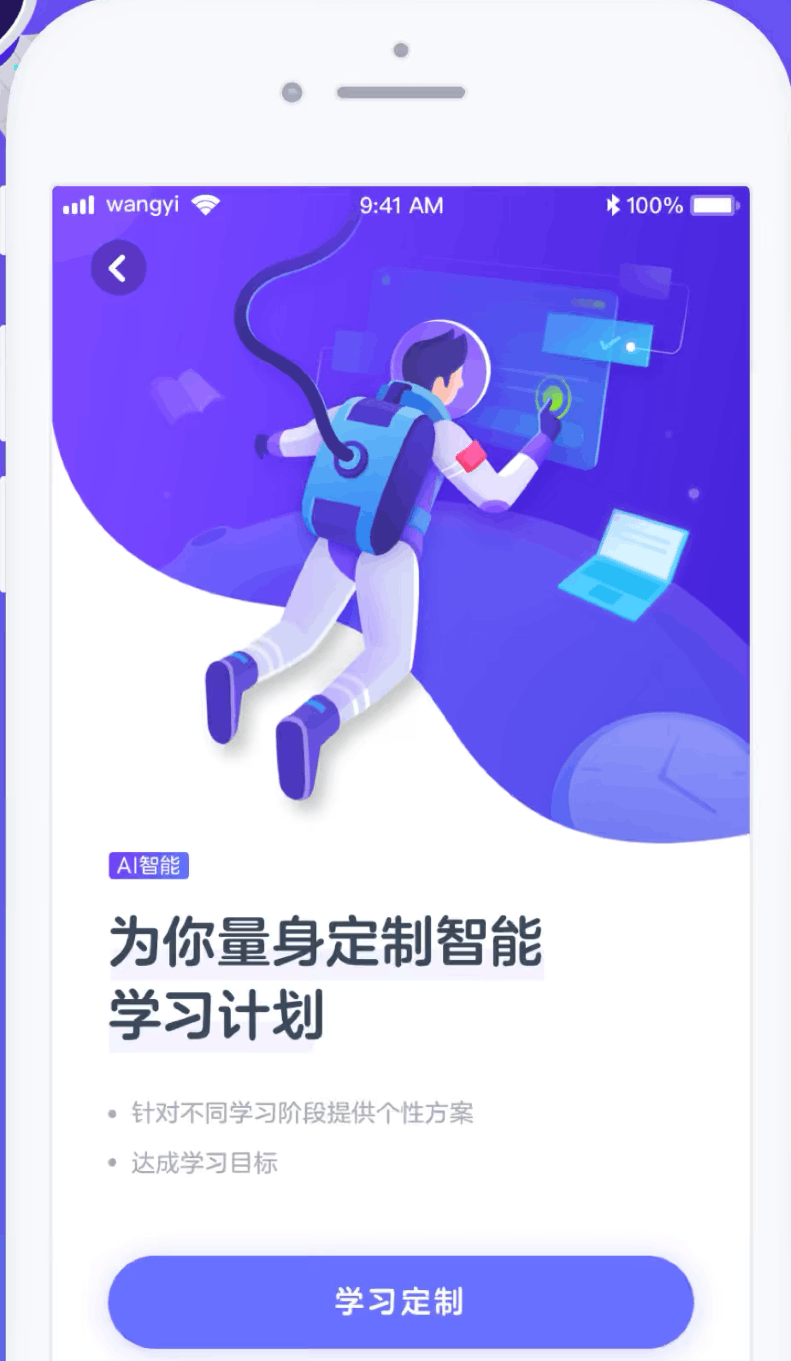 wangyi 9:41 AM 100%
AI智能
为你量身定制智能
学习计划
针对不同学习阶段提供个性方案
达成学习目标
学习定制